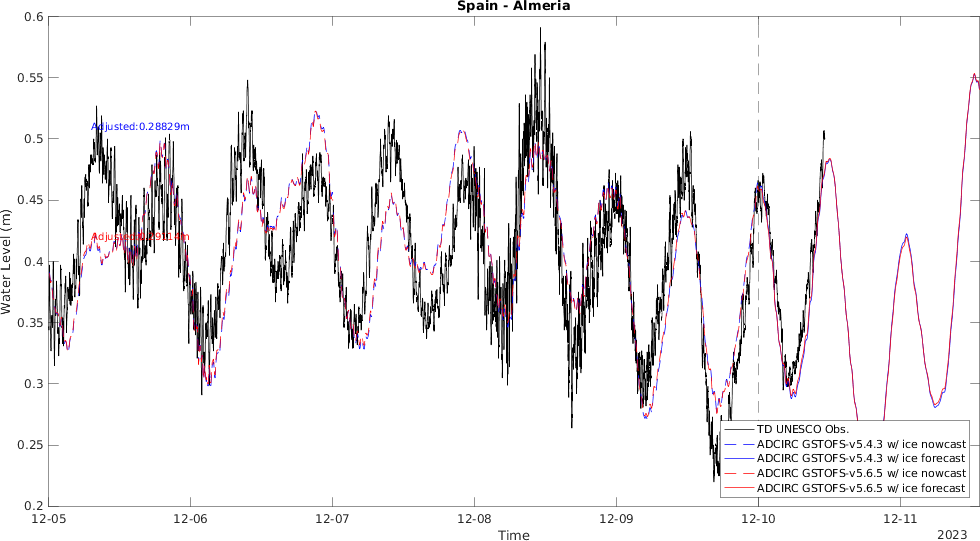 Spain - Almeria
0.6
0.55
0.5
0.45
0.4
0.35
0.3
0.25
0.2
Water Level (m)
Adjusted:0.28829m
TD UNESCO Obs.
ADCIRC GSTOFS-v5.4.3 w/ ice nowcast
ADCIRC GSTOFS-v5.4.3 w/ ice forecast
ADCIRC GSTOFS-v5.6.5 w/ ice nowcast
ADCIRC GSTOFS-v5.6.5 w/ ice forecast
12-05 12-06 12-07 12-08 12-09 12-10 12-11
Time
2023